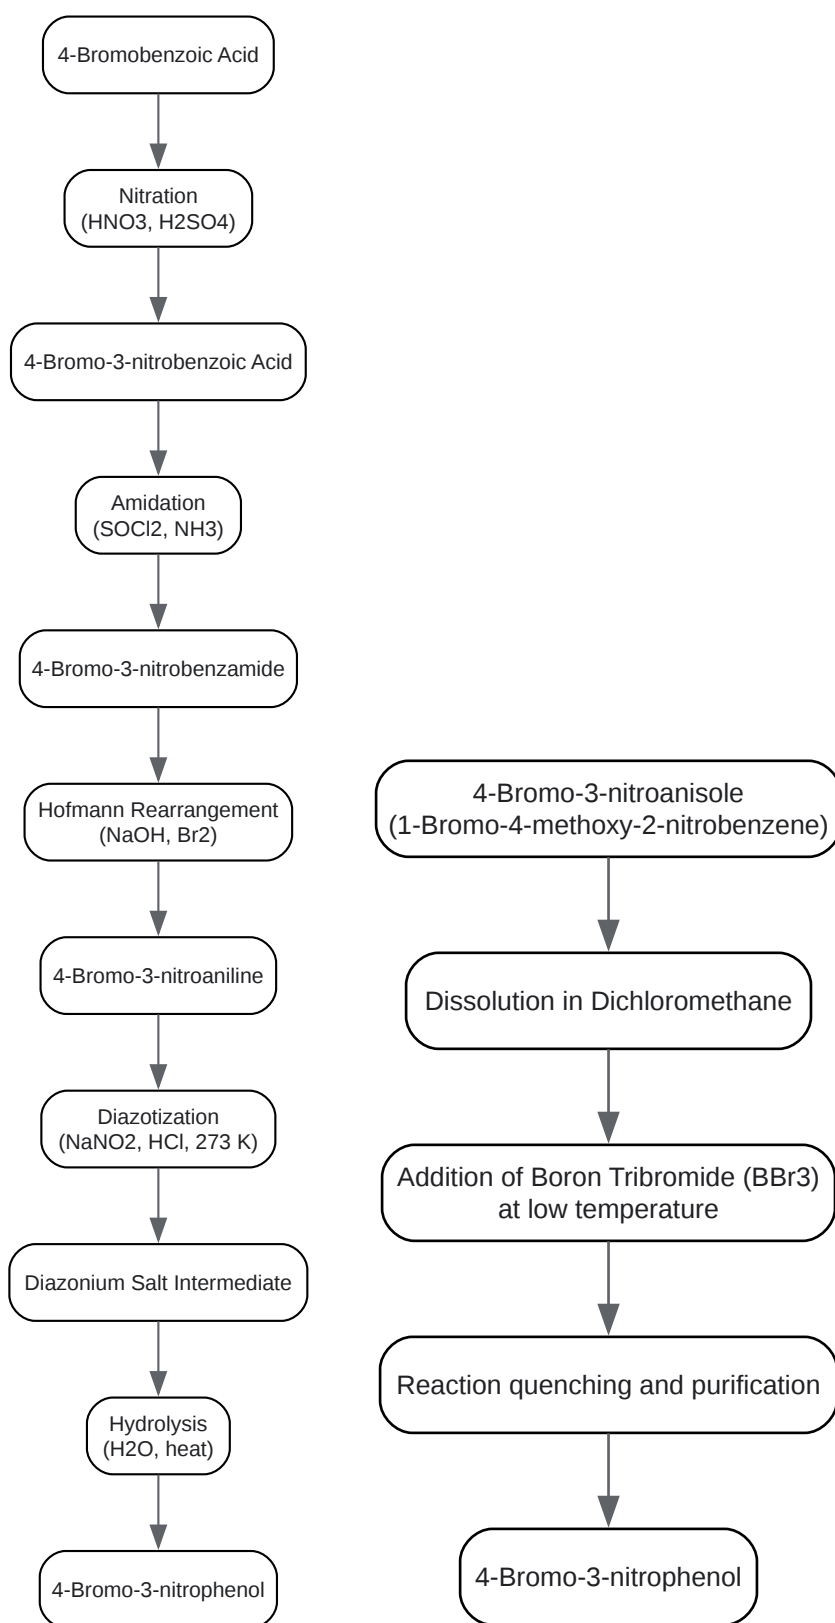 4-Bromobenzoic Acid
Nitration
(HNO3, H2SO4)
4-Bromo-3-nitrobenzoic Acid
Amidation
(SOCl2, NH3)
4-Bromo-3-nitrobenzamide
Hofmann Rearrangement
(NaOH, Br2)
4-Bromo-3-nitroaniline
Diazotization
(NaNO2, HCl, 273 K)
Diazonium Salt Intermediate
Hydrolysis
(H2O, heat)
4-Bromo-3-nitrophenol
4-Bromo-3-nitroanisole
(1-Bromo-4-methoxy-2-nitrobenzene)
Dissolution in Dichloromethane
Addition of Boron Tribromide (BBr3)
at low temperature
Reaction quenching and purification
4-Bromo-3-nitrophenol